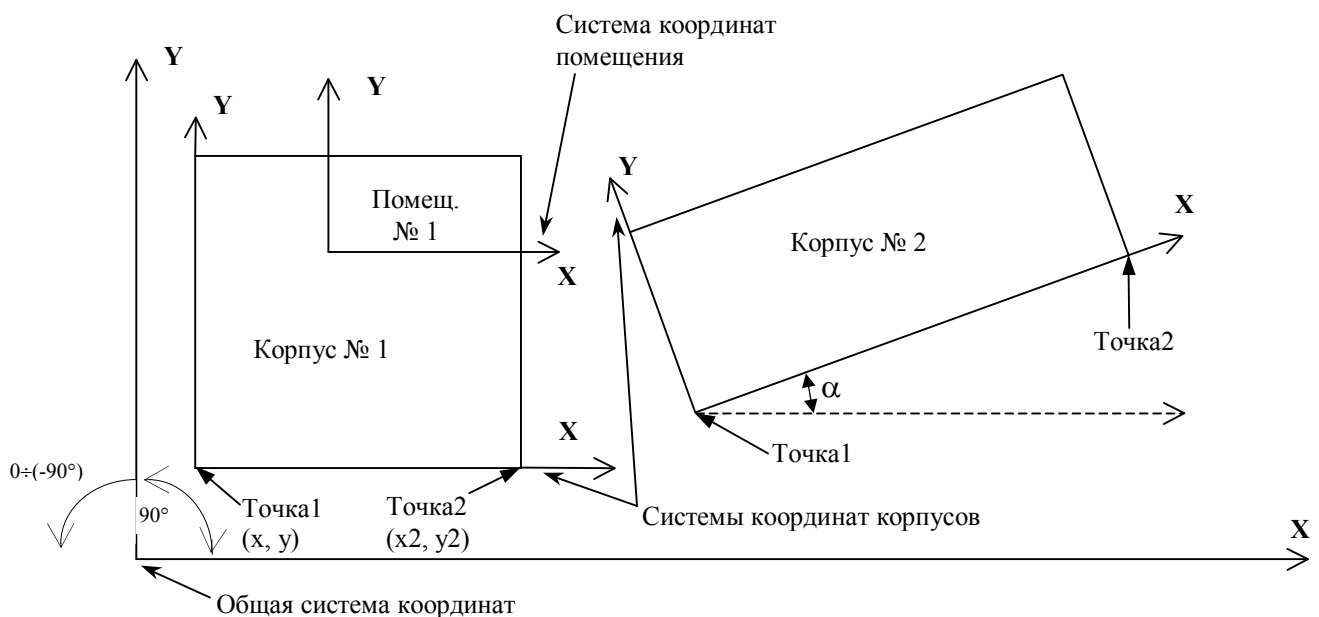 Система координат
помещения
Y
Y
Y
Помещ.
№ 1
X
Корпус № 1
X
Y
X
Корпус № 2
Точка2
α
Точка1
0÷(-90°)
90°
Точка1
(x, y)
Точка2
(x2, y2)
Системы координат корпусов
X
Общая система координат